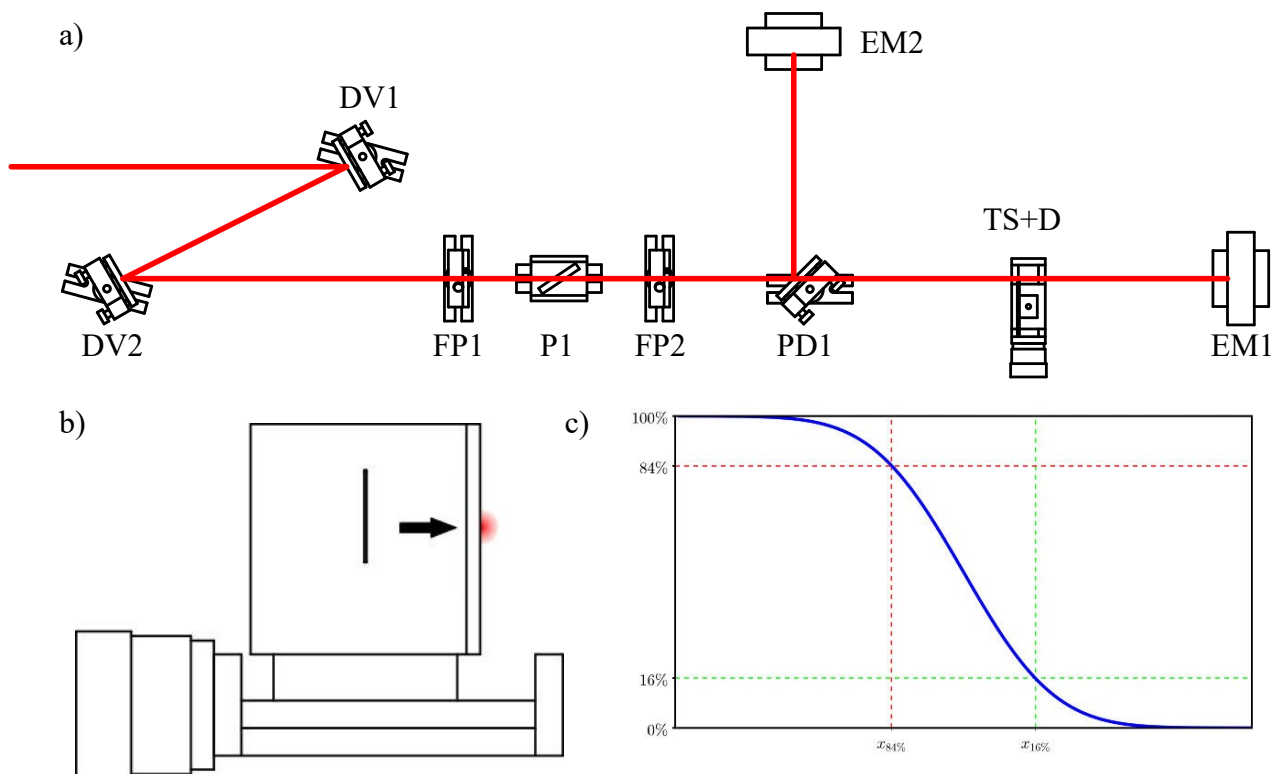 a)
EM2
DV1
TS+D
DV2
FP1
P1
FP2
PD1
EM1
b)
c)
100%
84%
16%
0%
x84%
x16%